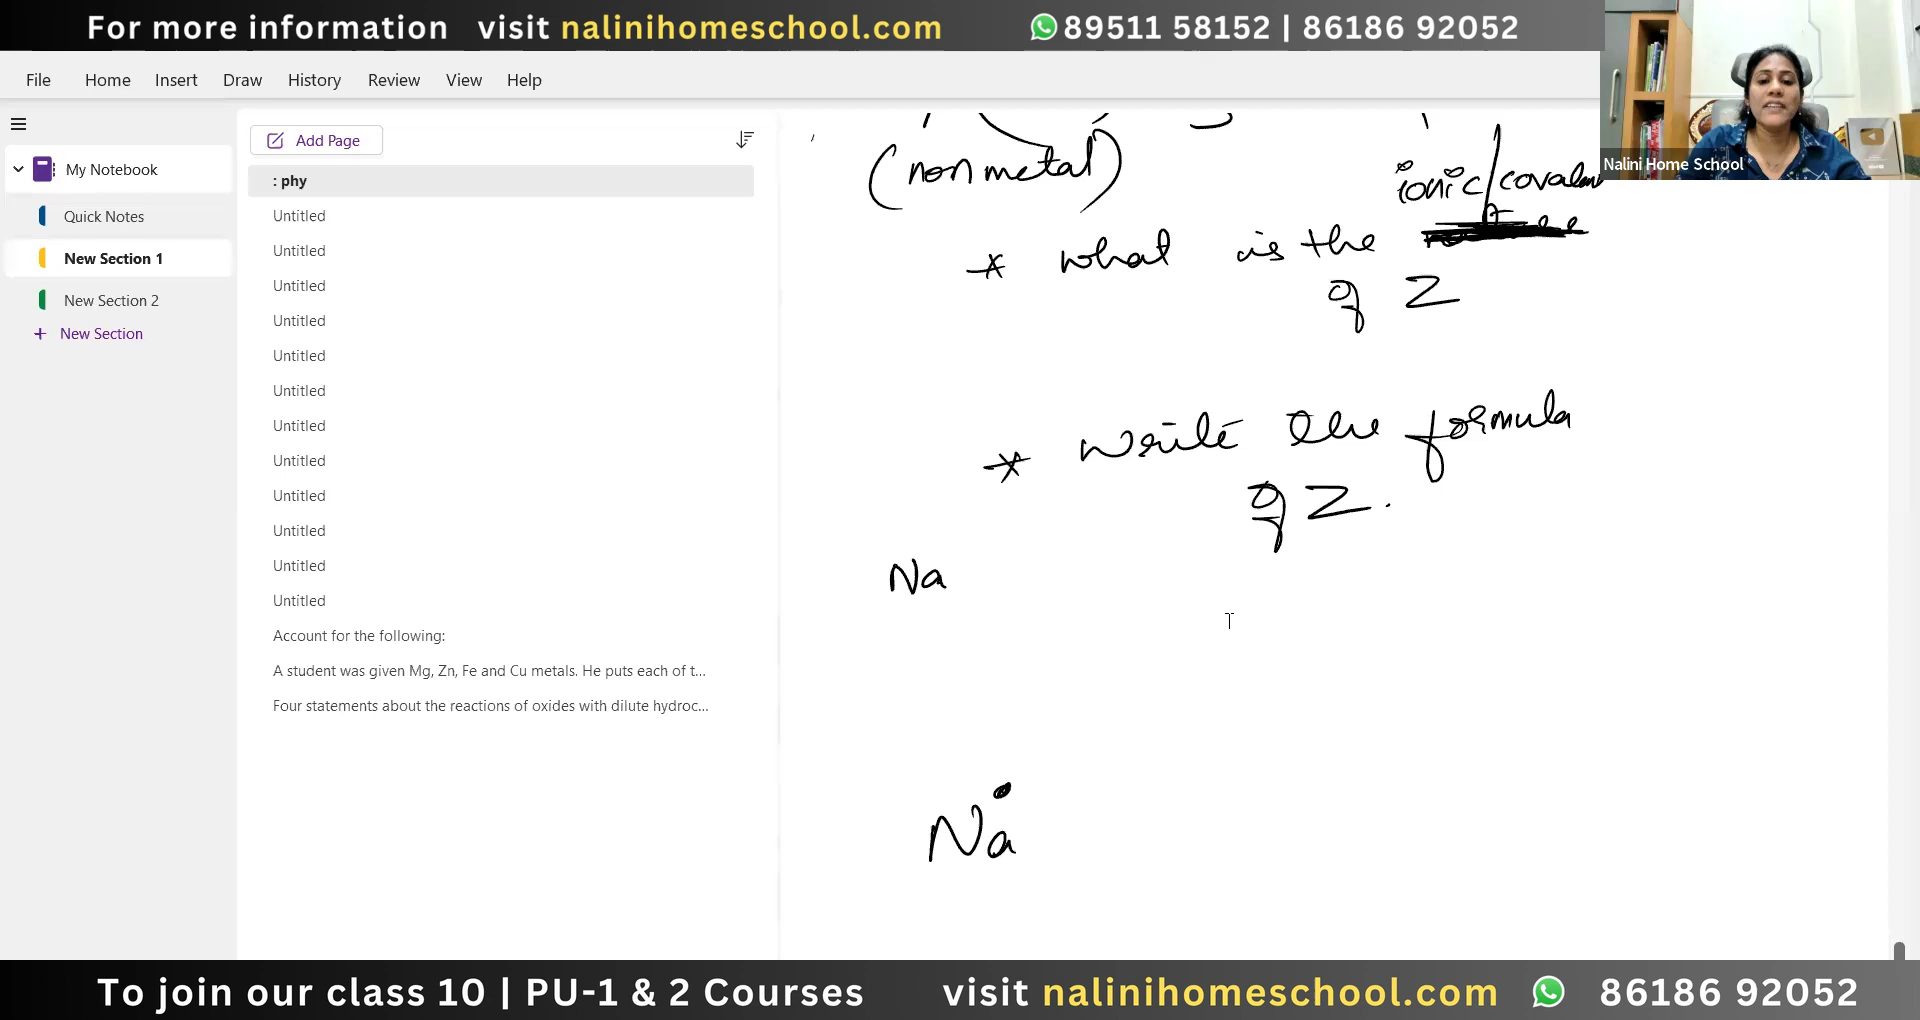 For more information visit nalinihomeschool.com 89511 58152 | 86186 92052
File Home Insert Draw History Review View Help
Nalini Home School
Add Page
My Notebook
Quick Notes
New Section 1
New Section 2
New Section
: phy
Untitled
Untitled
Untitled
Untitled
Untitled
Untitled
Untitled
Untitled
Untitled
Untitled
Untitled
Untitled
Account for the following:
A student was given Mg, Zn, Fe and Cu metals. He puts each of t...
Four statements about the reactions of oxides with dilute hydroc...
(non metal)
ionic/covalent
* what is the
of Z
* write the formula
of Z.
Na
Na
To join our class 10 | PU-1 & 2 Courses visit nalinihomeschool.com 86186 92052